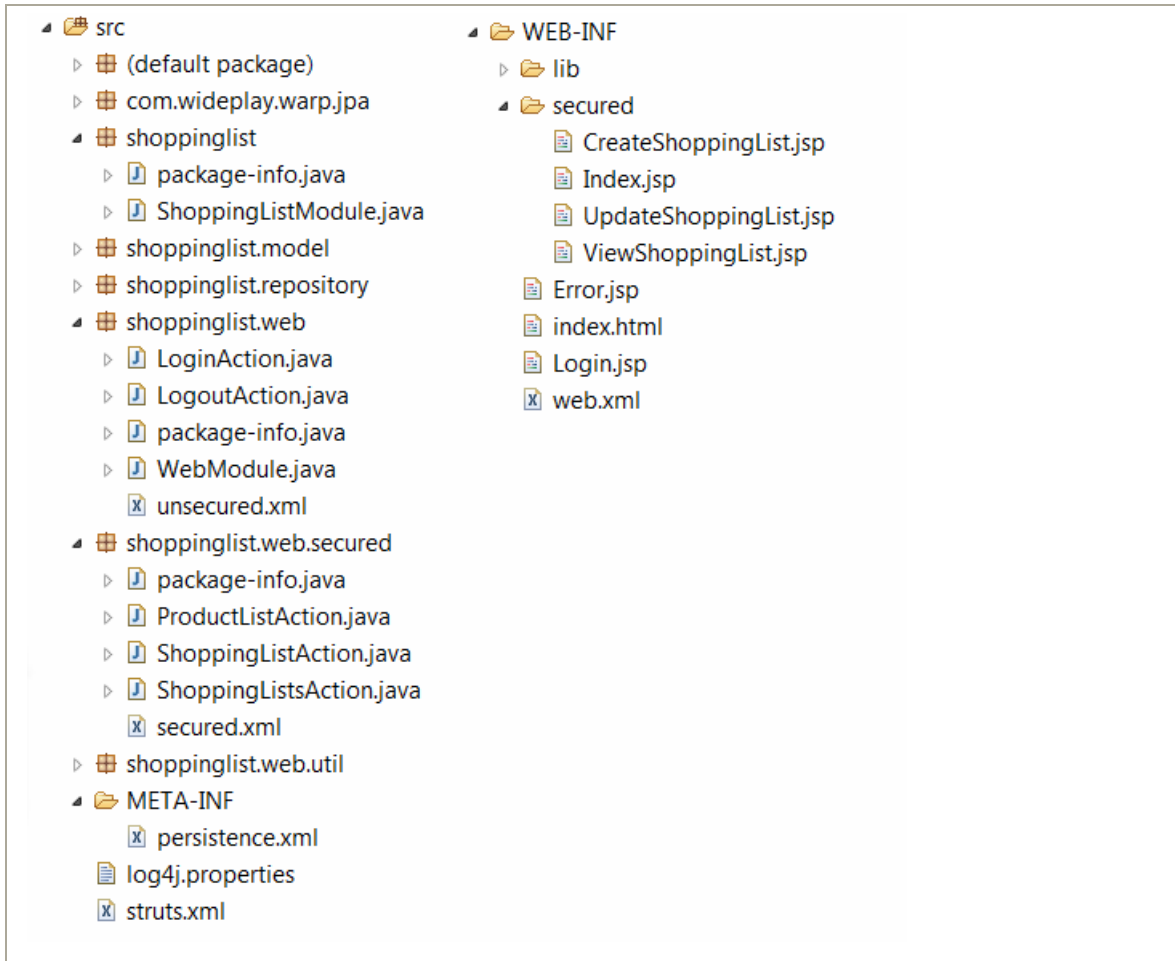 src
(default package)
com.wideplay.warp.jpa
shoppinglist
package-info.java
ShoppingListModule.java
shoppinglist.model
shoppinglist.repository
shoppinglist.web
LoginAction.java
LogoutAction.java
package-info.java
WebModule.java
unsecured.xml
shoppinglist.web.secured
package-info.java
ProductListAction.java
ShoppingListAction.java
ShoppingListsAction.java
secured.xml
shoppinglist.web.util
META-INF
persistence.xml
log4j.properties
struts.xml
WEB-INF
lib
secured
CreateShoppingList.jsp
Index.jsp
UpdateShoppingList.jsp
ViewShoppingList.jsp
Error.jsp
index.html
Login.jsp
web.xml